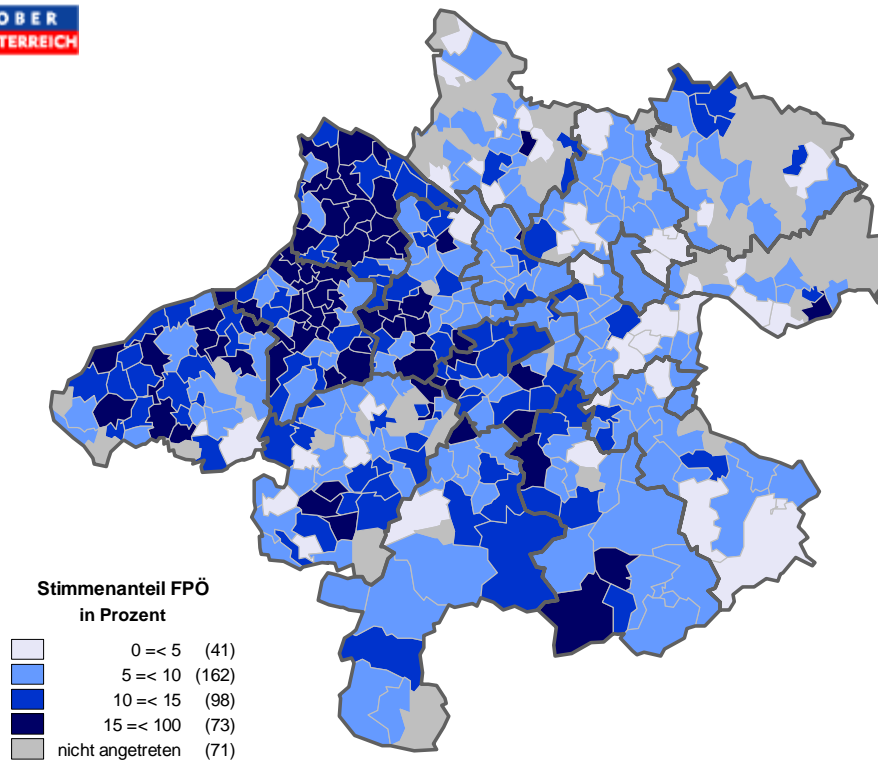 OBER
TERREICH
Stimmenanteil FPÖ
in Prozent
0 =< 5 (41)
5 =< 10 (162)
10 =< 15 (98)
15 =< 100 (73)
nicht angetreten (71)